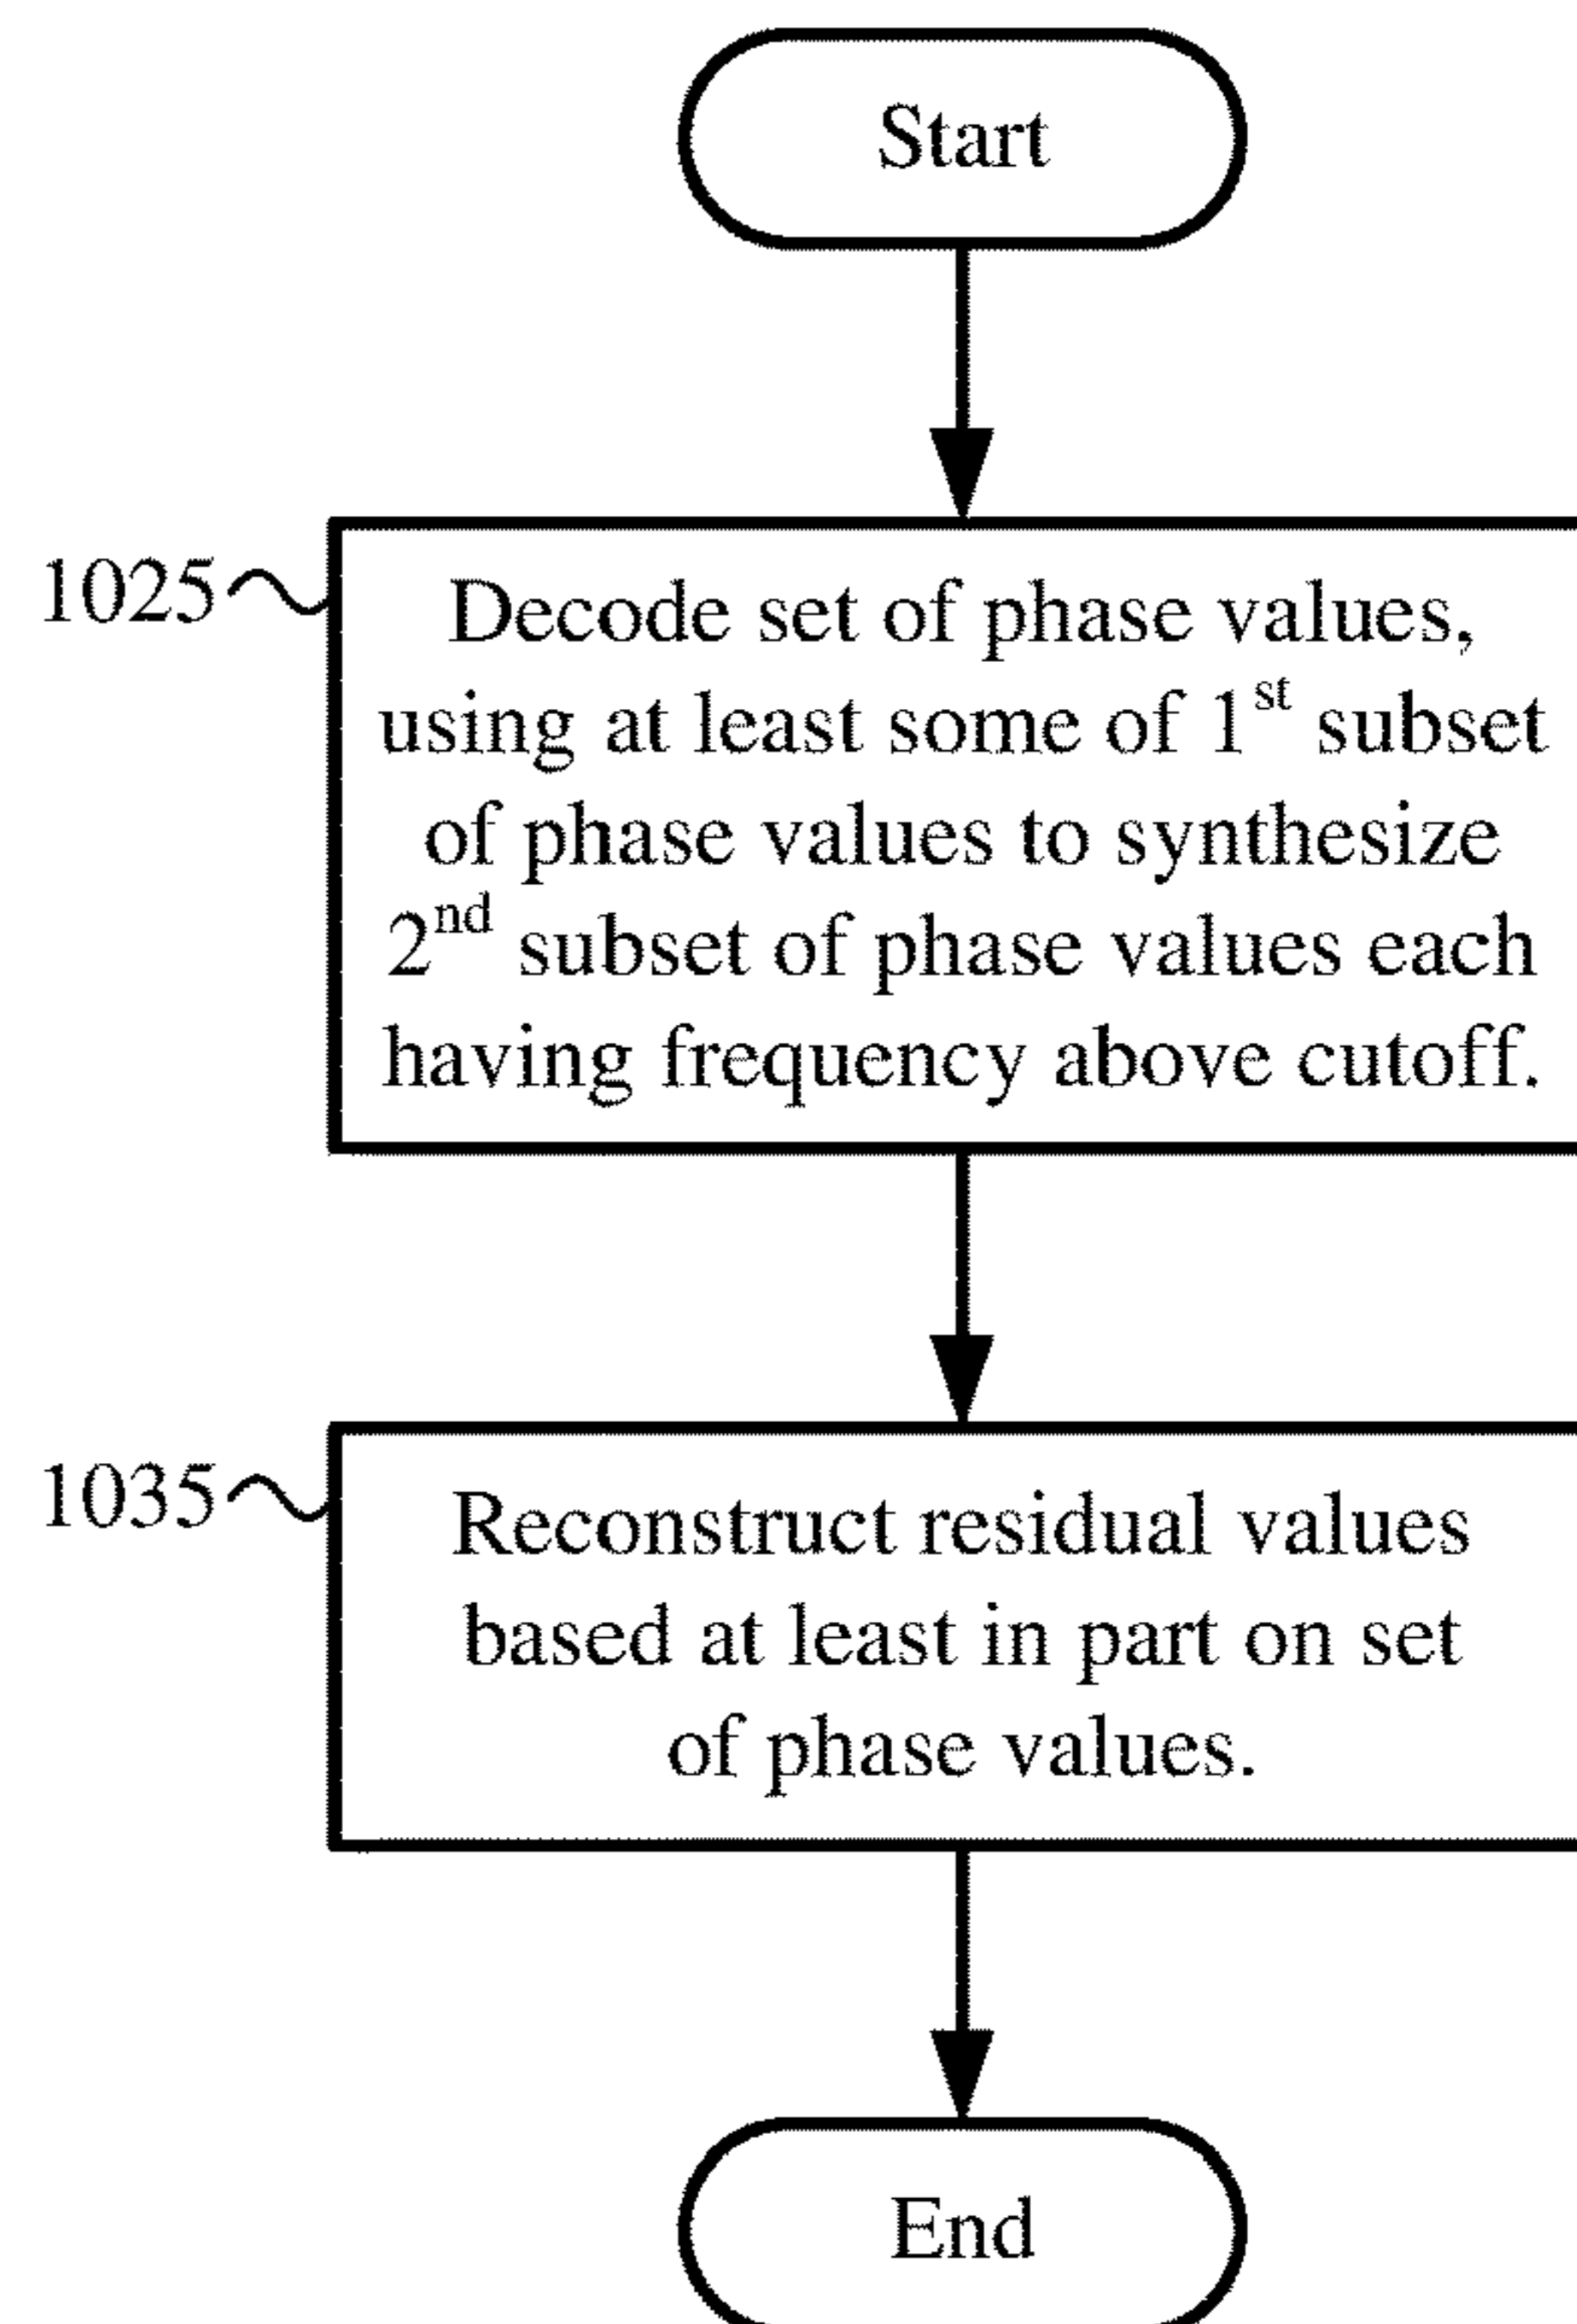 Start
1025
Decode set of phase values,
using at least some of 1st subset
of phase values to synthesize
2nd subset of phase values each
having frequency above cutoff.
1035
Reconstruct residual values
based at least in part on set
of phase values.
End